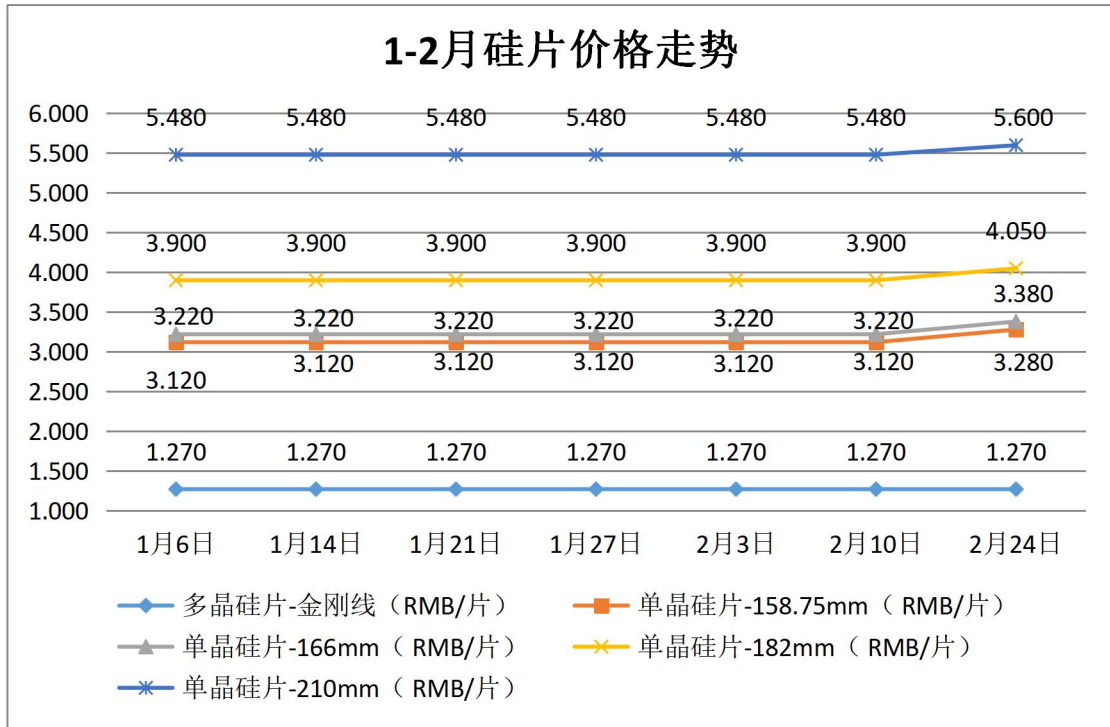 1-2月硅片价格走势
6.000
5.500
5.000
4.500
4.000
3.500
3.000
2.500
2.000
1.500
1.000
5.480 5.480 5.480 5.480 5.480 5.480 5.600
3.900 3.900 3.900 3.900 3.900 3.900 4.050
3.220 3.220 3.220 3.220 3.220 3.220 3.380
3.120 3.120 3.120 3.120 3.120 3.120 3.280
1.270 1.270 1.270 1.270 1.270 1.270 1.270
1月6日 1月14日 1月21日 1月27日 2月3日 2月10日 2月24日
多晶硅片-金刚线（RMB/片） 单晶硅片-158.75mm（ RMB/片）
单晶硅片-166mm（ RMB/片） 单晶硅片-182mm（ RMB/片）
单晶硅片-210mm（ RMB/片）